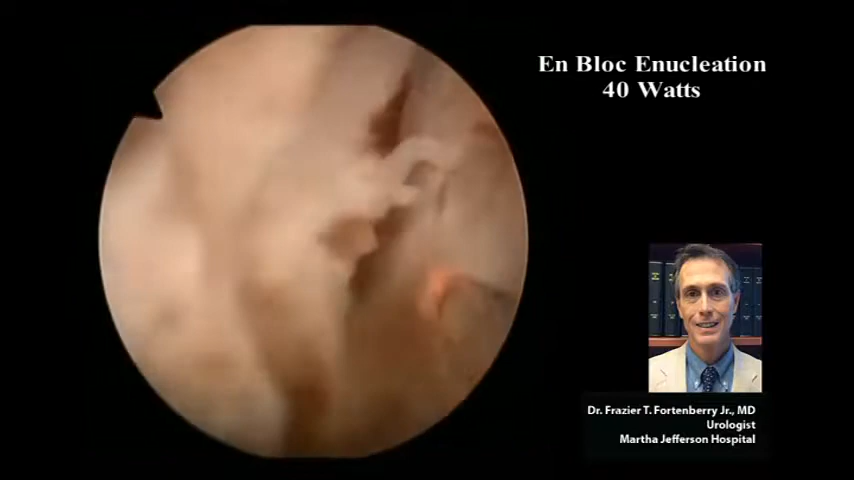 En Bloc Enucleation
40 Watts
Dr. Frazier T. Fortenberry Jr., MD
Urologist
Martha Jefferson Hospital